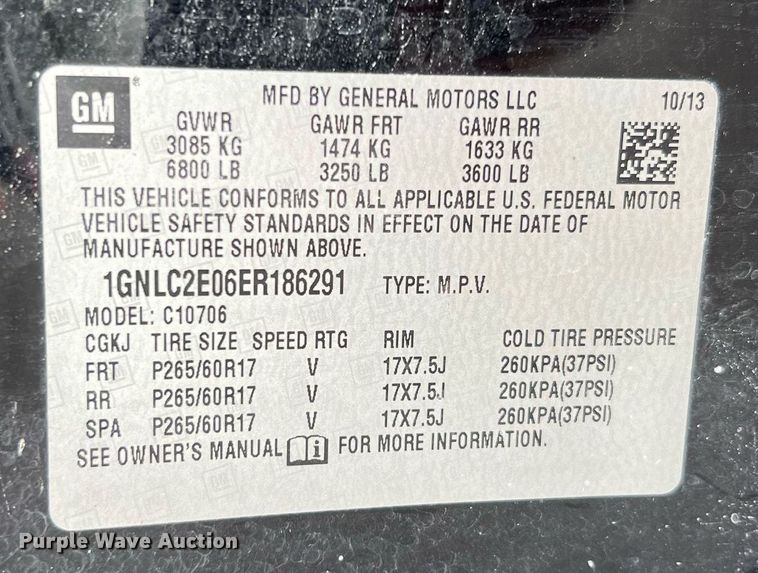 GM ®
MFD BY GENERAL MOTORS LLC 10/13
GVWR GAWR FRT GAWR RR
3085 KG 1474 KG 1633 KG
6800 LB 3250 LB 3600 LB
THIS VEHICLE CONFORMS TO ALL APPLICABLE U.S. FEDERAL MOTOR
VEHICLE SAFETY STANDARDS IN EFFECT ON THE DATE OF
MANUFACTURE SHOWN ABOVE.
1GNLC2E06ER186291 TYPE: M.P.V.
MODEL: C10706
CGKJ TIRE SIZE SPEED RTG RIM COLD TIRE PRESSURE
FRT P265/60R17 V 17X7.5J 260KPA(37PSI)
RR P265/60R17 V 17X7.5J 260KPA(37PSI)
SPA P265/60R17 V 17X7.5J 260KPA(37PSI)
SEE OWNER'S MANUAL i FOR MORE INFORMATION.
Purple Wave Auction